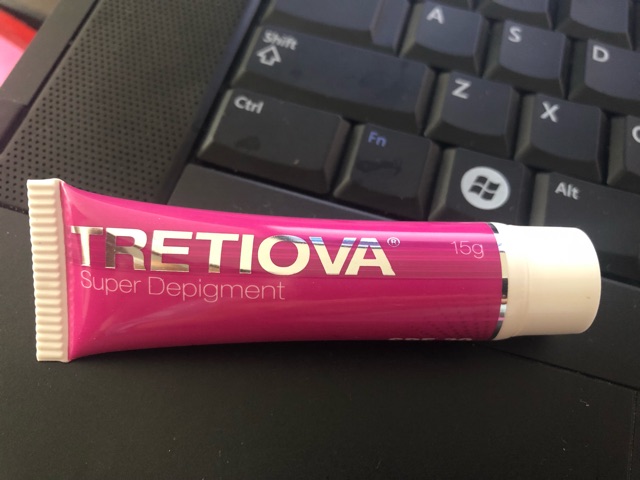 A
S
D
Shift
Z
X
Ctrl
Fn
Alt
TRETIOVA®
15g
Super Depigment